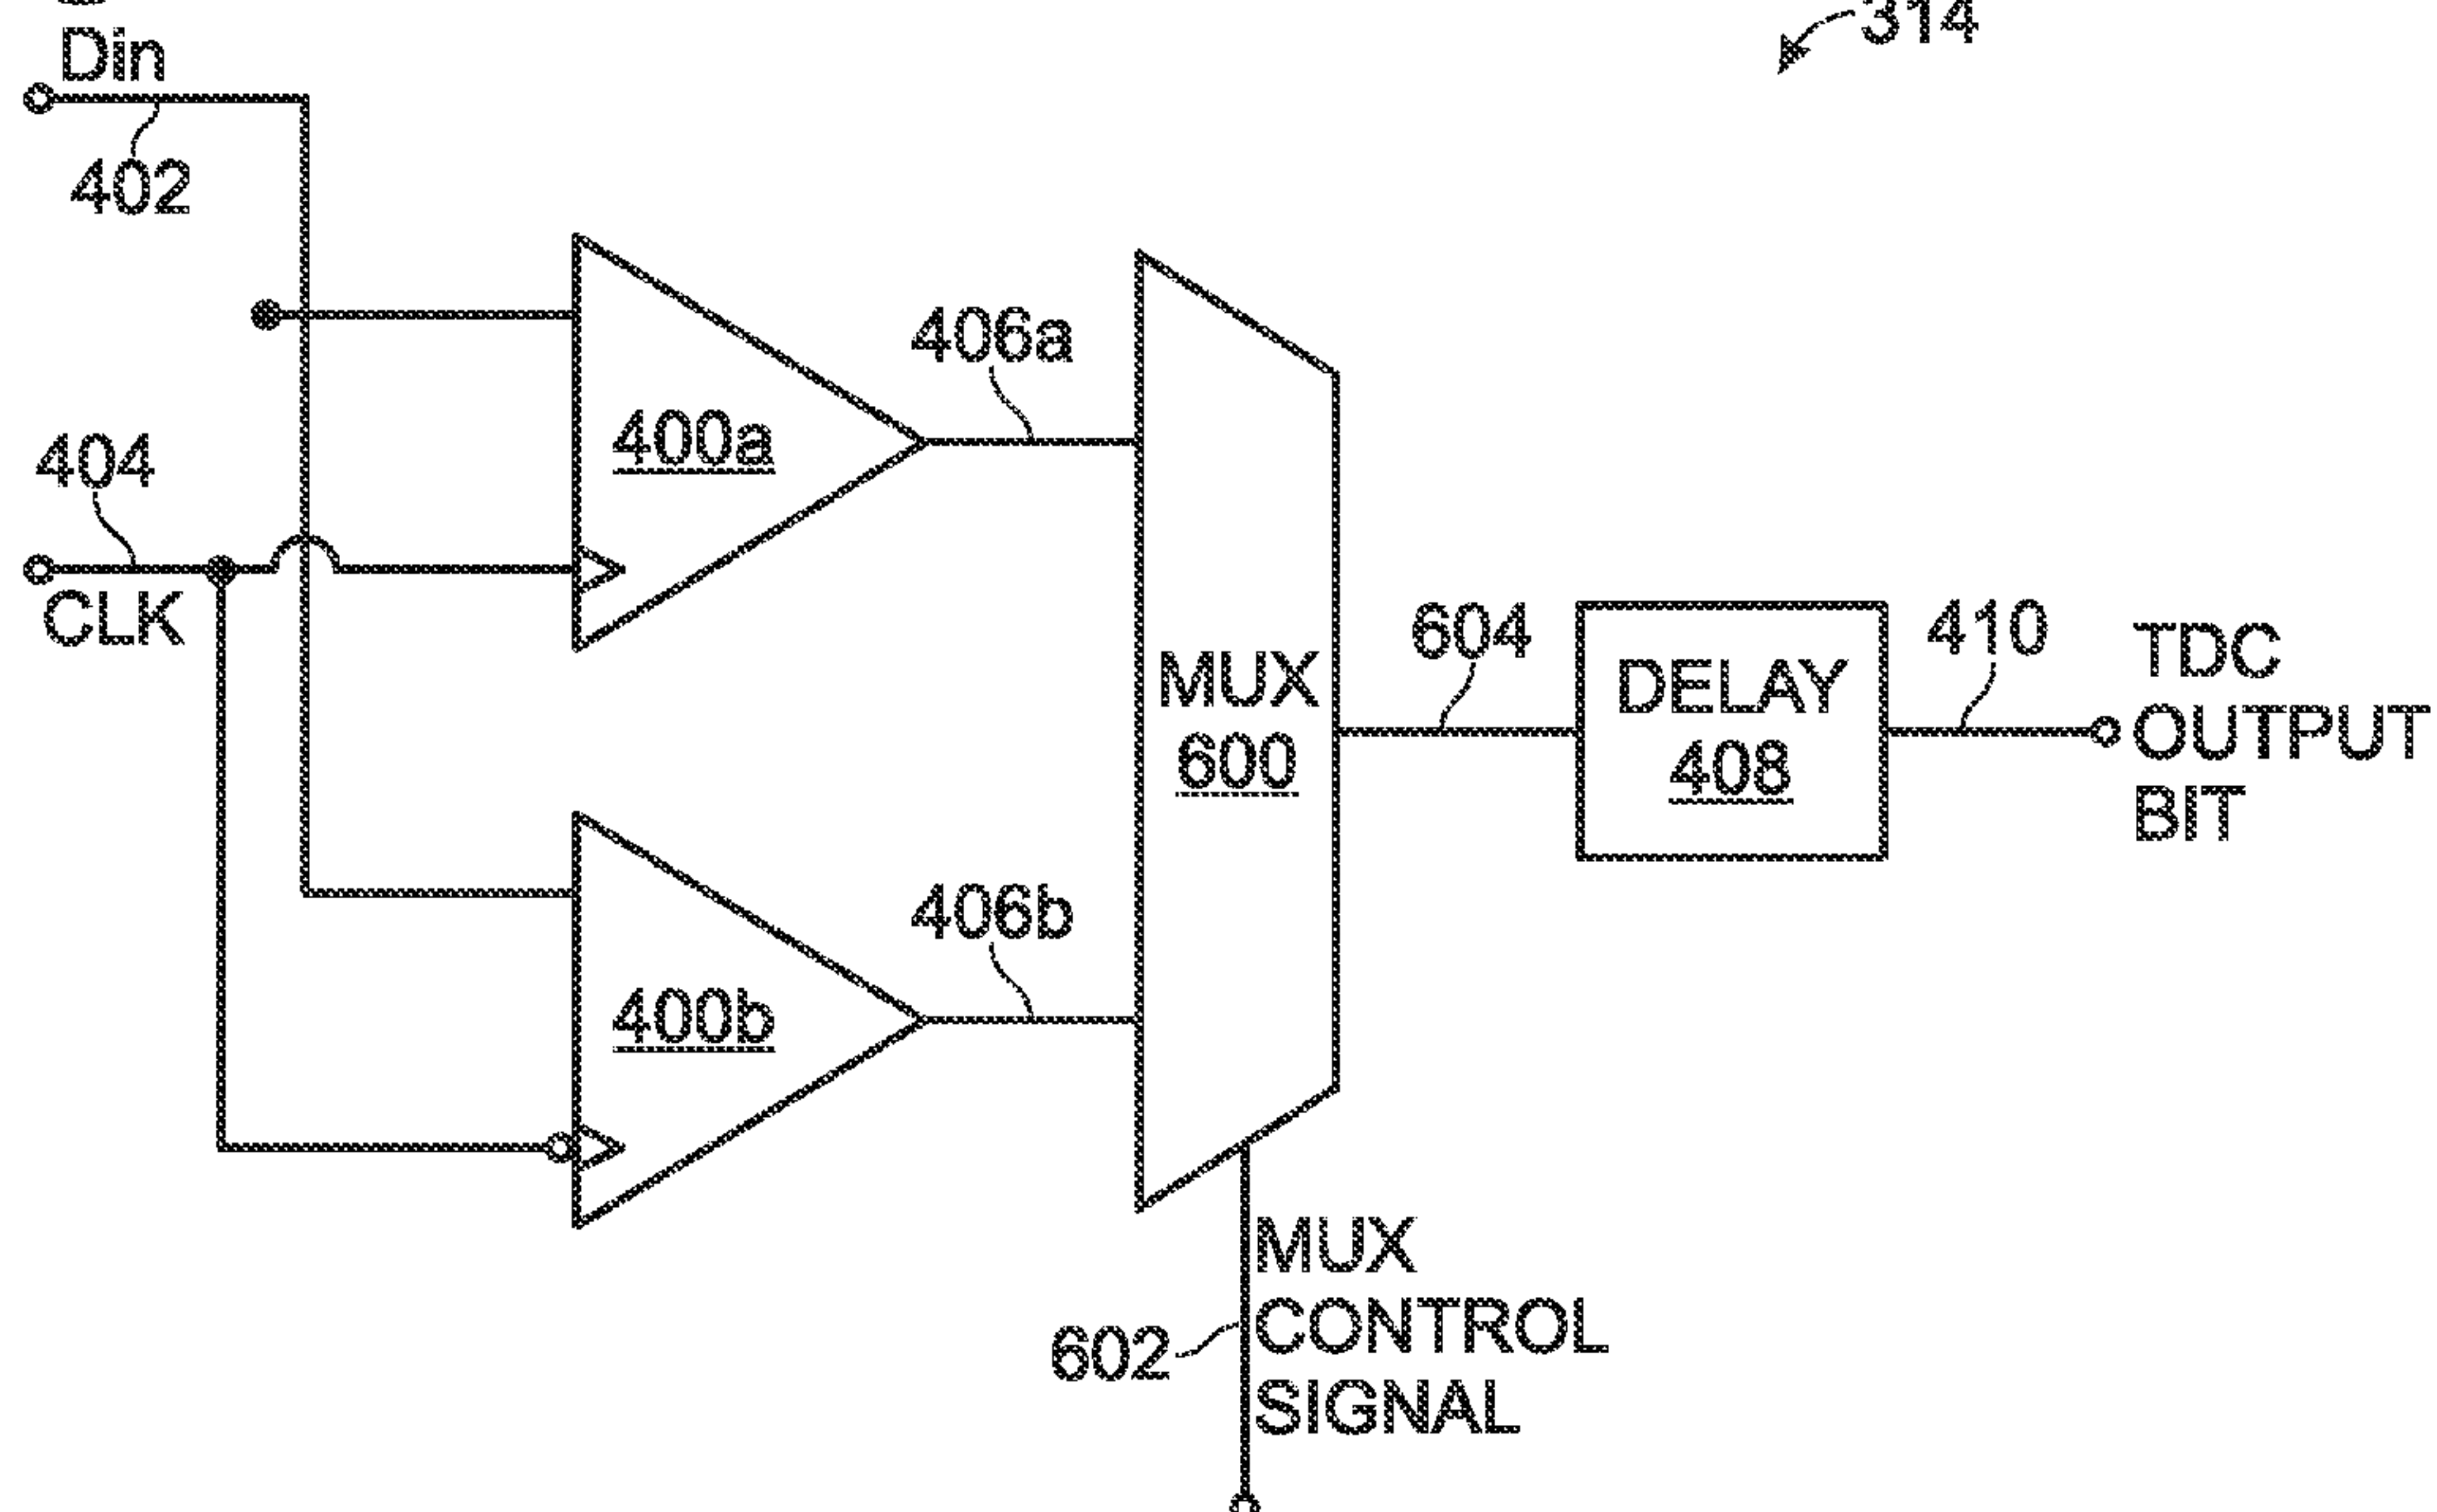 314
Din
402
404
CLK
400a
406a
MUX
600
604
DELAY
408
410
TDC
OUTPUT
BIT
400b
406b
MUX
CONTROL
SIGNAL
602